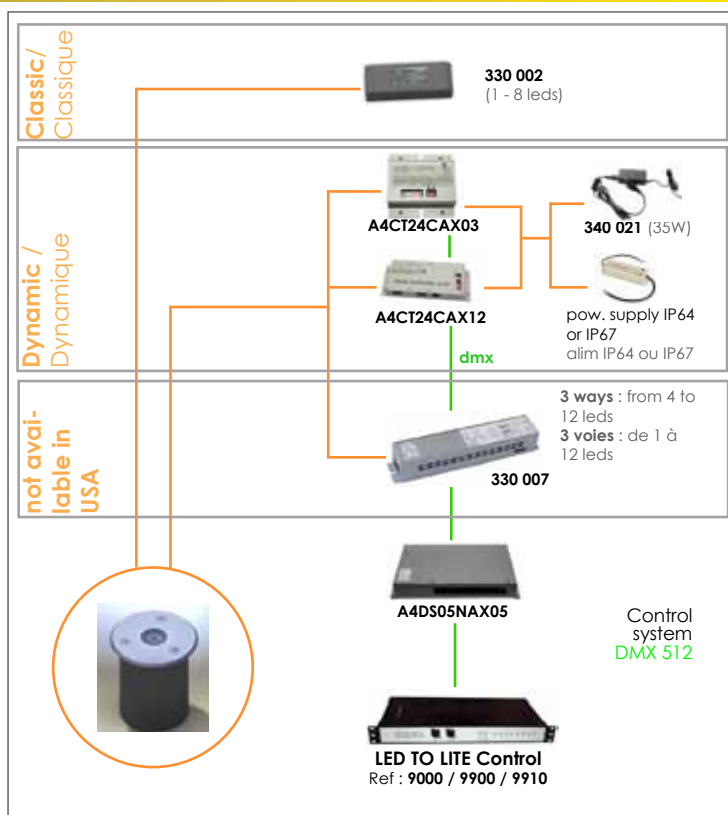 Classic/
Classique
330 002
(1 - 8 leds)
Dynamic /
Dynamique
A4CT24CAX03
340 021 (35W)
A4CT24CAX12
pow. supply IP64
or IP67
alim IP64 ou IP67
dmx
not avai-
lable in
USA
3 ways : from 4 to
12 leds
3 voies : de 1 à
12 leds
330 007
A4DS05NAX05
Control
system
DMX 512
LED TO LITE Control
Ref : 9000 / 9900 / 9910